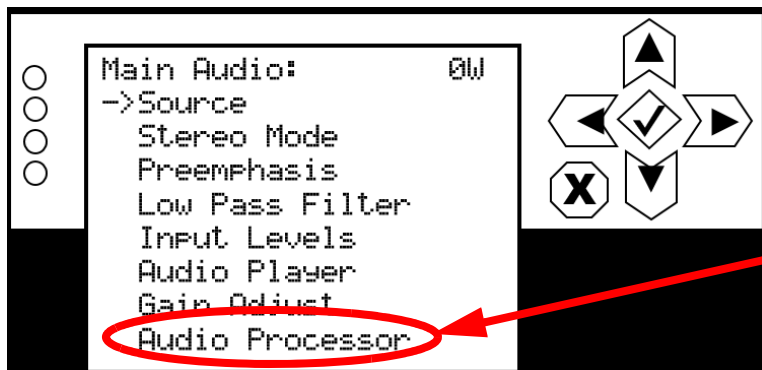 Main Audio: 0W
->Source
Stereo Mode
Preemphasis
Low Pass Filter
Input Levels
Audio Player
Gain Adjust
Audio Processor
X